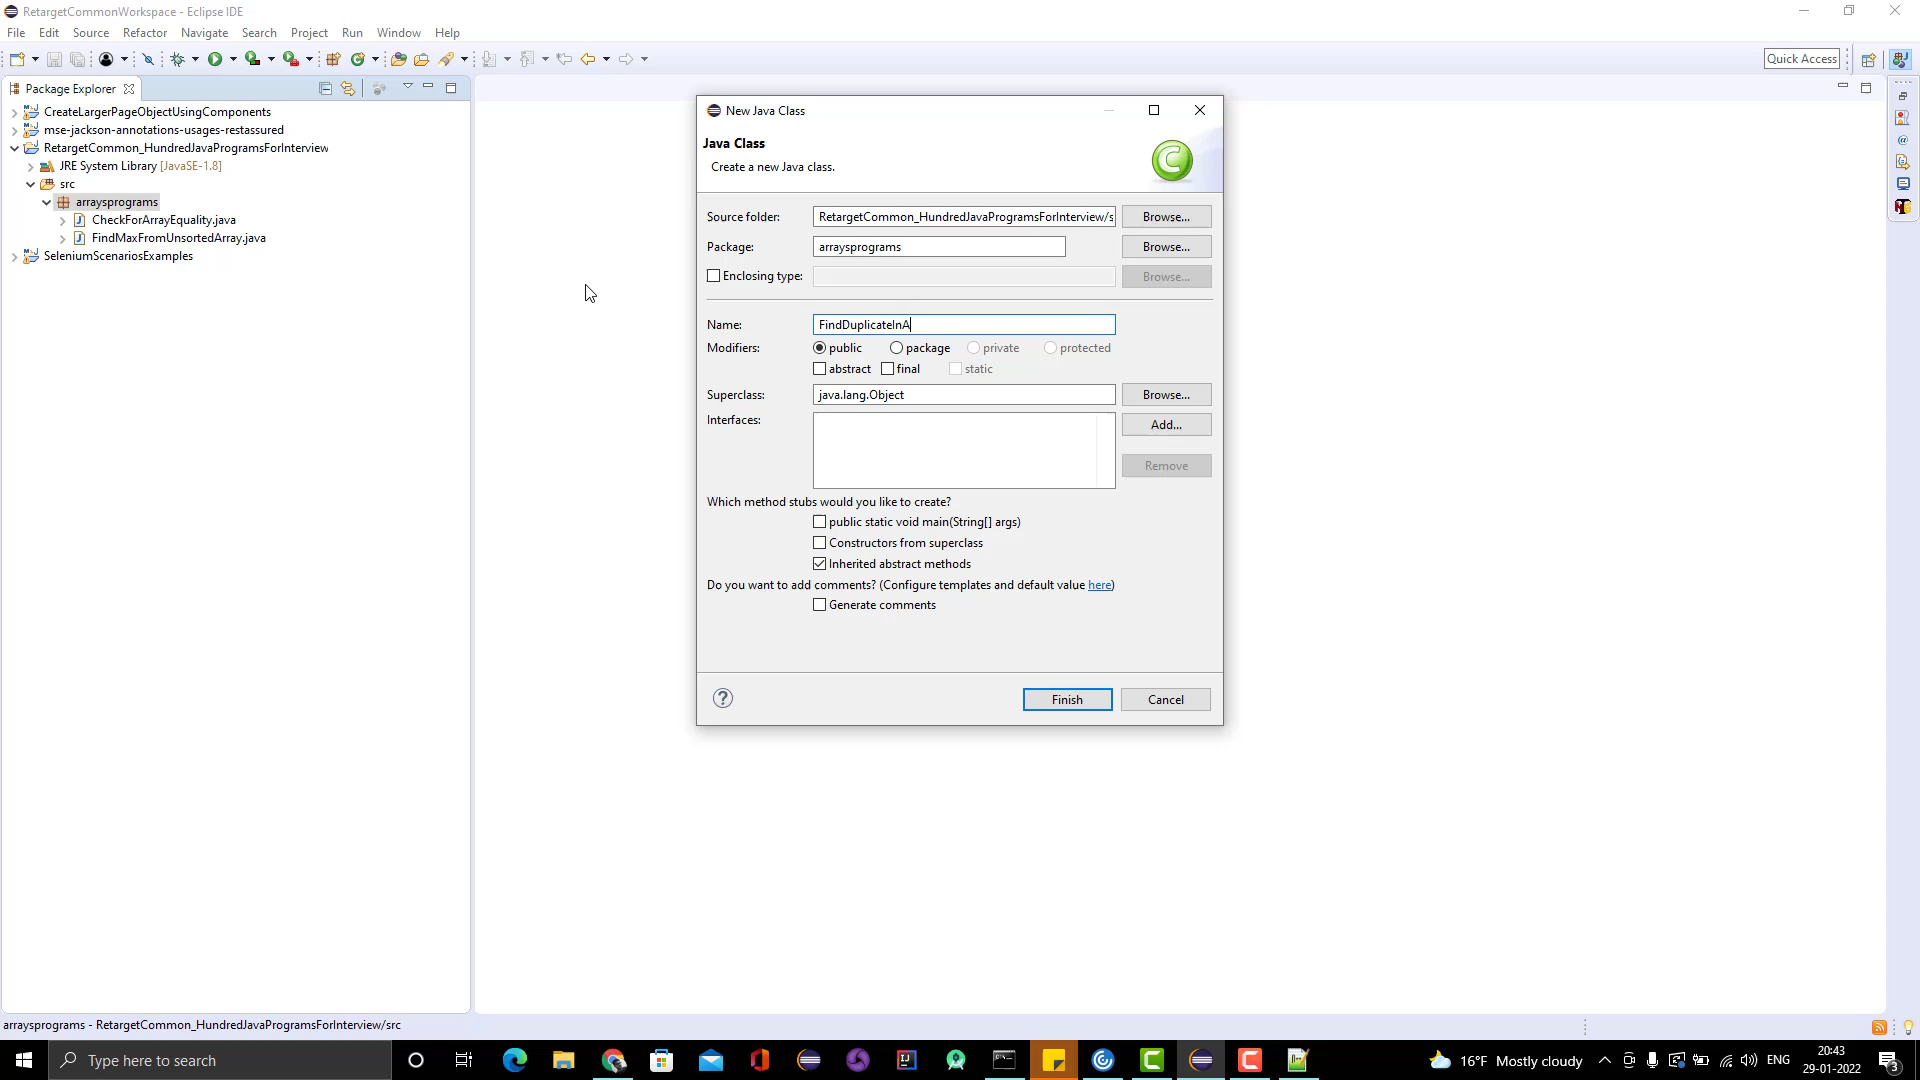 RetargetCommonWorkspace - Eclipse IDE
File Edit Source Refactor Navigate Search Project Run Window Help
Quick Access
Package Explorer
CreateLargerPageObjectUsingComponents
mse-jackson-annotations-usages-restassured
RetargetCommon_HundredJavaProgramsForInterview
JRE System Library [JavaSE-1.8]
src
arraysprograms
CheckForArrayEquality.java
FindMaxFromUnsortedArray.java
SeleniumScenariosExamples
New Java Class
Java Class
Create a new Java class.
Source folder: RetargetCommon_HundredJavaProgramsForInterview/s Browse...
Package: arraysprograms Browse...
Enclosing type: Browse...
Name: FindDuplicateInA
Modifiers: public package private protected
abstract final static
Superclass: java.lang.Object Browse...
Interfaces: Add...
Remove
Which method stubs would you like to create?
public static void main(String[] args)
Constructors from superclass
Inherited abstract methods
Do you want to add comments? (Configure templates and default value here)
Generate comments
Finish Cancel
arraysprograms - RetargetCommon_HundredJavaProgramsForInterview/src
Type here to search
16°F Mostly cloudy
ENG
20:43
29-01-2022
3